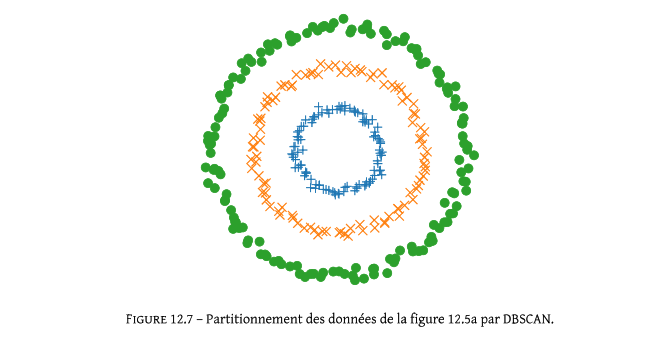 FIGURE 12.7 – Partitionnement des données de la figure 12.5a par DBSCAN.